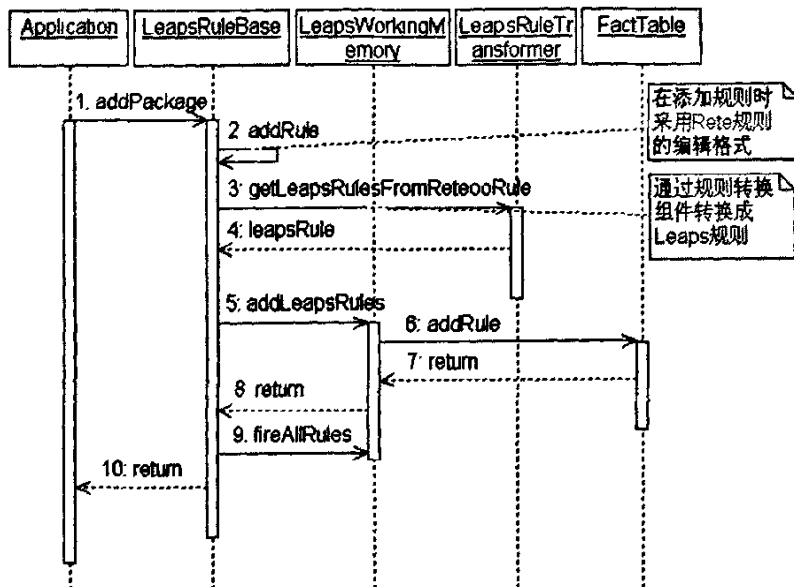 Application
LeapsRuleBase
LeapsWorkingM
emory
LeapsRuleTr
ansformer
FactTable
1. addPackage
2 addRule
在添加规则时
采用Rete规则
的编辑格式
3 getLeapsRulesFromReteooRule
通过规则转换
组件转换成
Leaps规则
4: leapsRule
5: addLeapsRules
6: addRule
7: return
8 return
9. fireAllRules
10: return